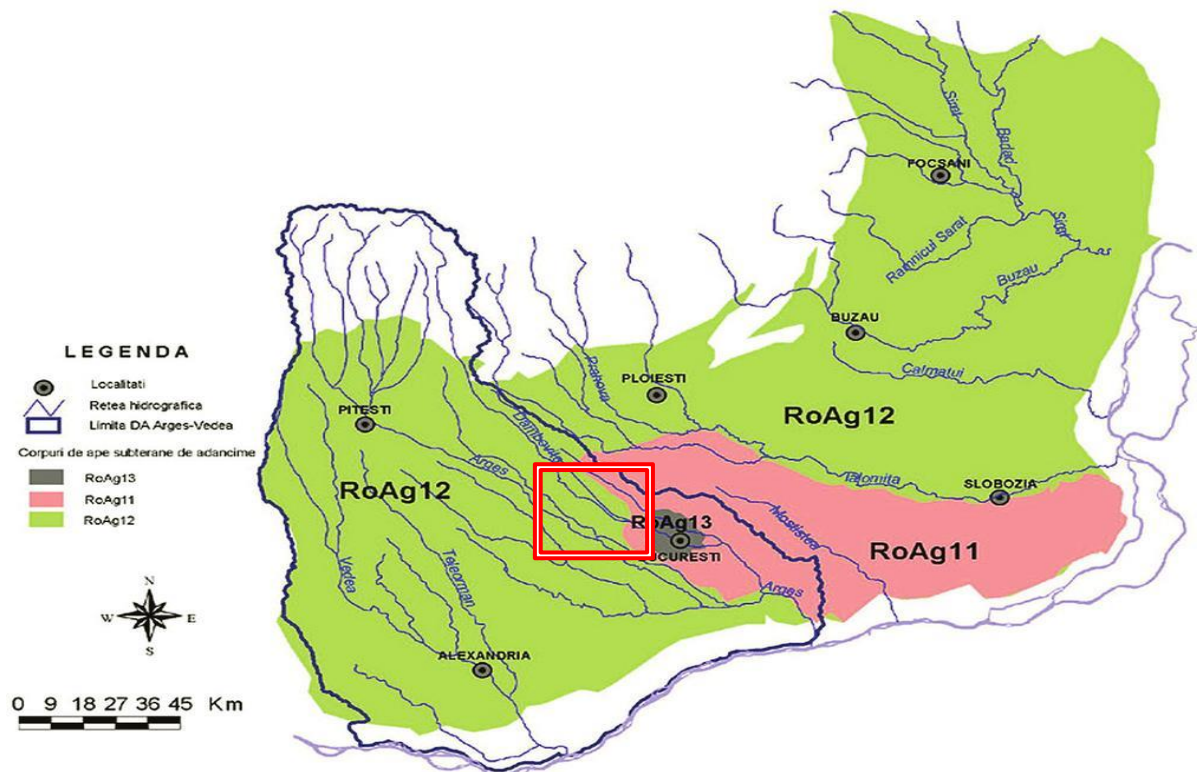 Siret
Barlad
FOCSANI
Ramnicul Sarat
Siret
Buzau
BUZAU
Calmatui
LEGENDA
Localitati
Retea hidrografica
Limita DA Arges-Vedea
Corpuri de ape subterane de adancime
RoAg13
RoAg11
RoAg12
PITESTI
Prahova
PLOIESTI
RoAg12
Dambovita
Arges
RoAg12
Ialomita
SLOBOZIA
RoAg13
Mostistea
CURESTI
RoAg11
Vedea
Teleorman
Arges
ALEXANDRIA
N
W E
S
0 9 18 27 36 45 Km